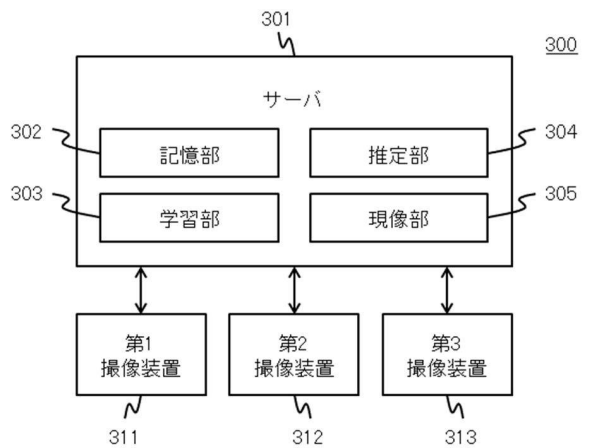 301
300
サーバ
302
記憶部
推定部
304
303
学習部
現像部
305
第1
撮像装置
第2
撮像装置
第3
撮像装置
311
312
313